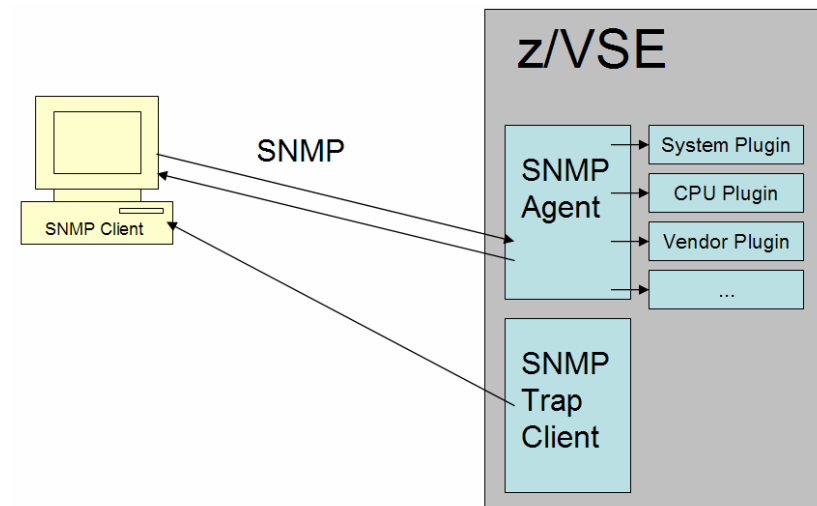 z/VSE
SNMP
SNMP Client
SNMP
Agent
System Plugin
CPU Plugin
Vendor Plugin
...
SNMP
Trap
Client